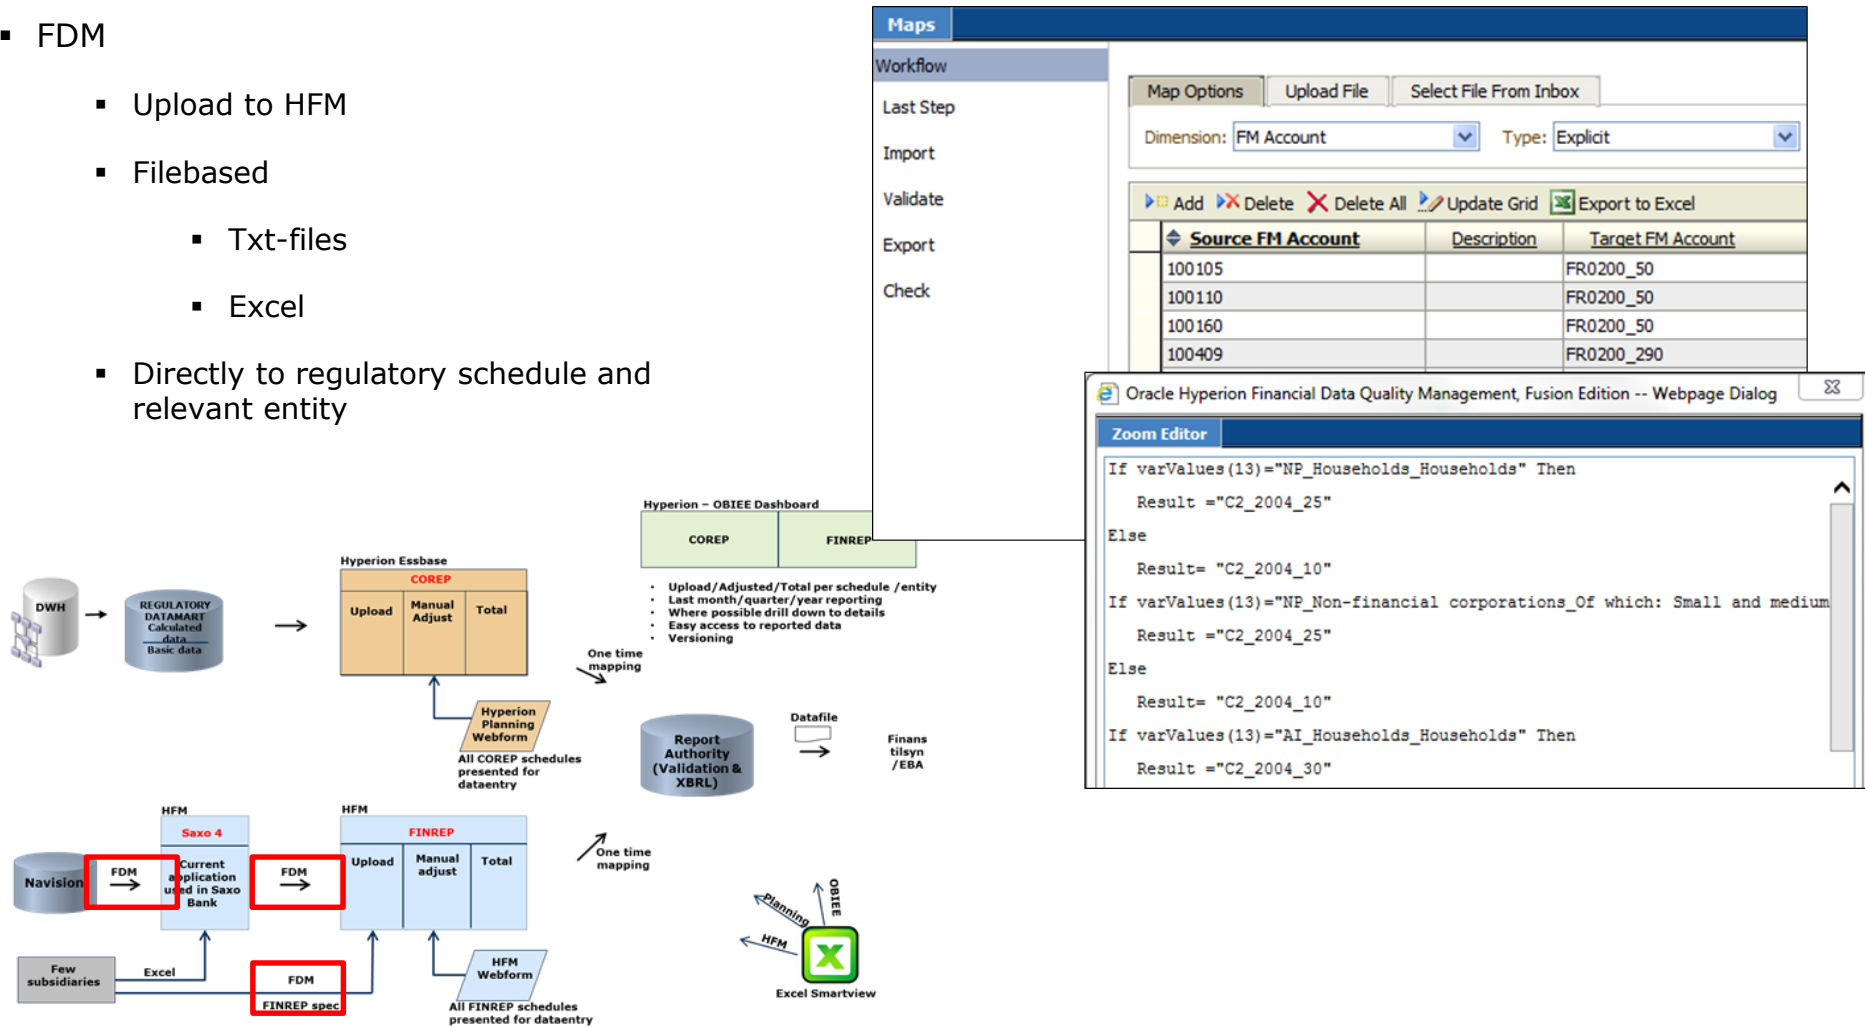 FDM
Upload to HFM
Filebased
Txt-files
Excel
Directly to regulatory schedule and
relevant entity
Maps
Workflow
Last Step
Import
Validate
Export
Check
Map Options Upload File Select File From Inbox
Dimension: FM Account Type: Explicit
Add Delete Delete All Update Grid Export to Excel
Source FM Account Description Target FM Account
100105 FR0200_50
100110 FR0200_50
100160 FR0200_50
100409 FR0200_290
Oracle Hyperion Financial Data Quality Management, Fusion Edition -- Webpage Dialog
Zoom Editor
If varValues(13)="NP_Households_Households" Then
Result ="C2_2004_25"
Else
Result= "C2_2004_10"
If varValues(13)="NP_Non-financial corporations_Of which: Small and medium
Result ="C2_2004_25"
Else
Result= "C2_2004_10"
If varValues(13)="AI_Households_Households" Then
Result ="C2_2004_30"
Hyperion – OBIEE Dashboard
COREP FINREP
• Upload/Adjusted/Total per schedule /entity
• Last month/quarter/year reporting
• Where possible drill down to details
• Easy access to reported data
• Versioning
DWH
REGULATORY
DATAMART
Calculated
data
Basic data
Hyperion Essbase
COREP
Upload
Manual
Adjust
Total
Hyperion
Planning
Webform
All COREP schedules
presented for
dataentry
One time
mapping
Report
Authority
(Validation &
XBRL)
Datafile
Finans
tilsyn
/EBA
Navision
FDM
HFM
Saxo 4
Current
application
used in Saxo
Bank
FDM
HFM
FINREP
Upload
Manual
adjust
Total
One time
mapping
Few
subsidiaries
Excel
FDM
FINREP spec
HFM
Webform
All FINREP schedules
presented for dataentry
Planning
OBIEE
HFM
X
Excel Smartview